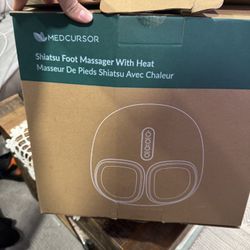 MEDCURSOR
Shiatsu Foot Massager With Heat
Masseur De Pieds Shiatsu Avec Chaleur